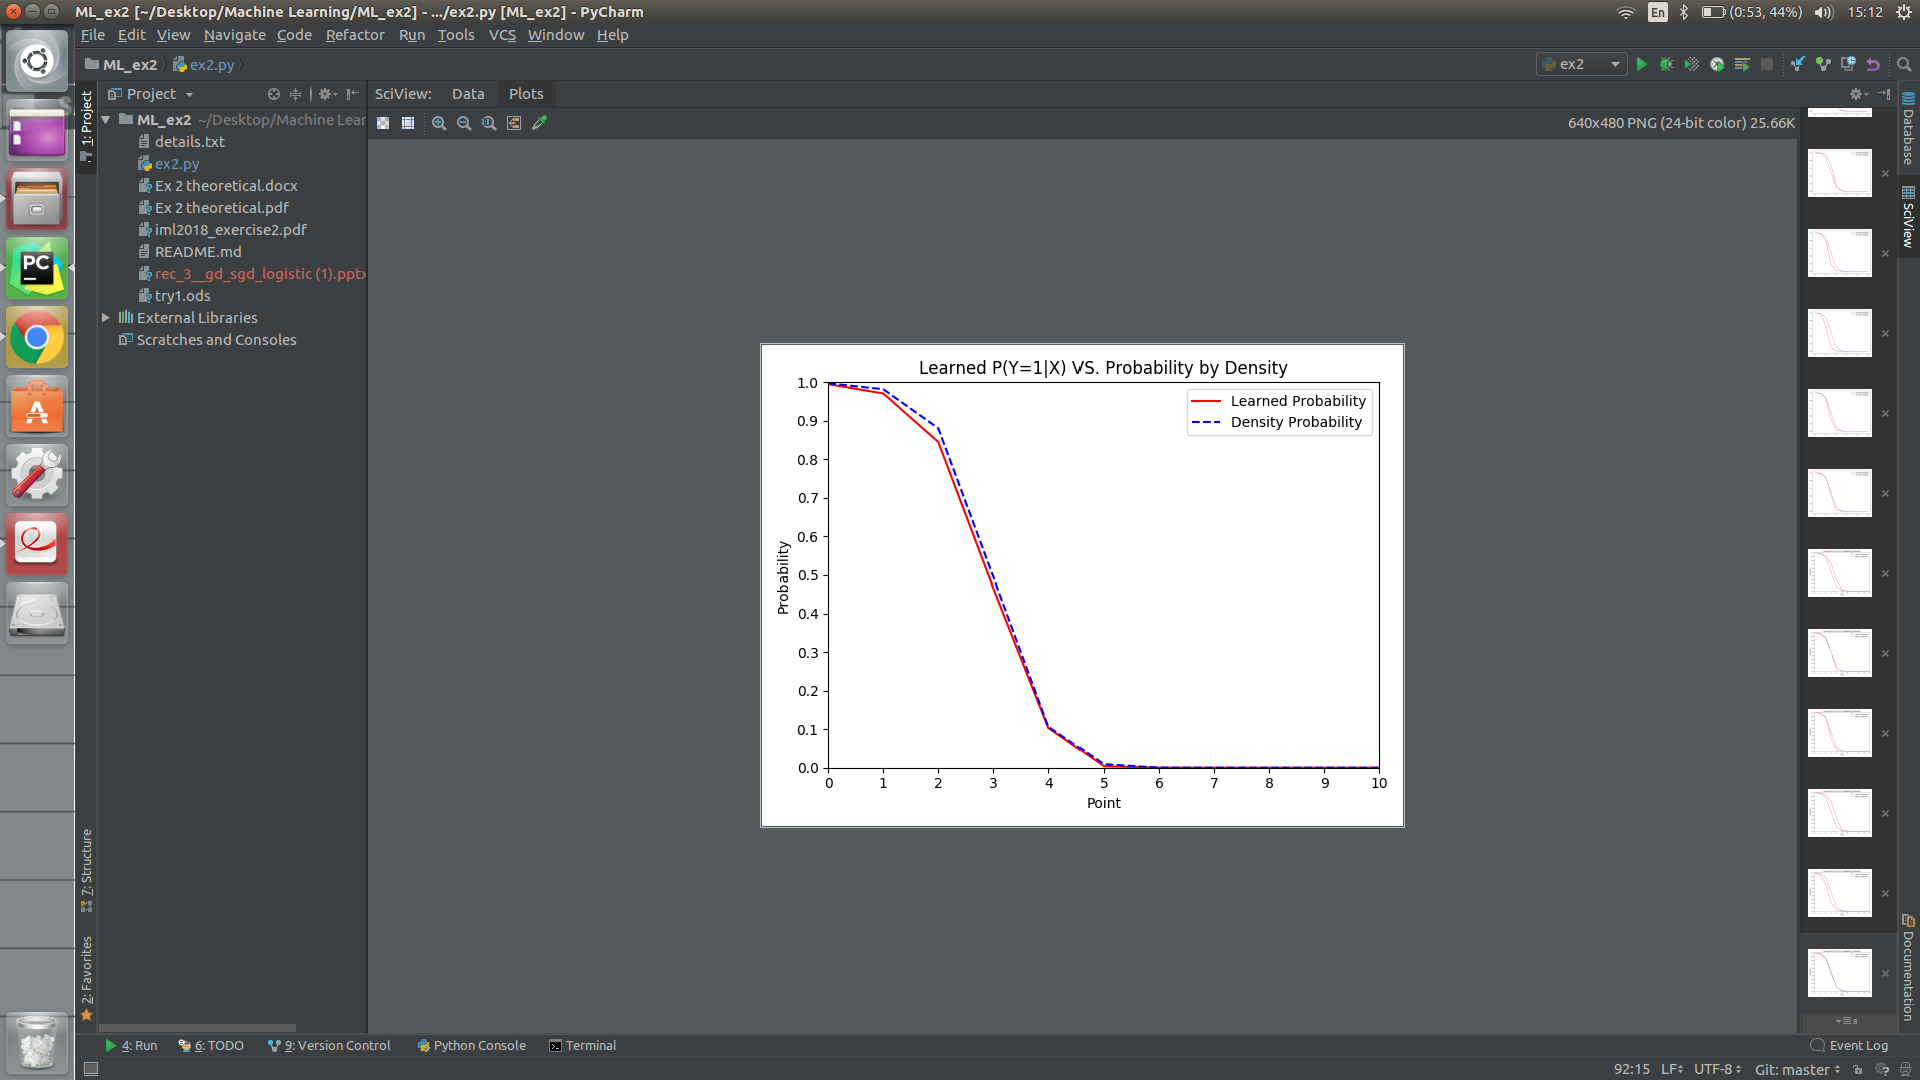 ML_ex2 [~/Desktop/Machine Learning/ML_ex2] - .../ex2.py [ML_ex2] - PyCharm
En
(0:53, 44%)
15:12
File Edit View Navigate Code Refactor Run Tools VCS Window Help
ML_ex2 ex2.py
ex2
1: Project
Project
SciView: Data Plots
640x480 PNG (24-bit color) 25.66K
ML_ex2 ~/Desktop/Machine Lear
details.txt
ex2.py
Ex 2 theoretical.docx
Ex 2 theoretical.pdf
iml2018_exercise2.pdf
README.md
rec_3__gd_sgd_logistic (1).pptx
try1.ods
External Libraries
Scratches and Consoles
PC
Learned P(Y=1|X) VS. Probability by Density
Learned Probability
Density Probability
Probability
1.0
0.9
0.8
0.7
0.6
0.5
0.4
0.3
0.2
0.1
0.0
0 1 2 3 4 5 6 7 8 9 10
Point
Database
SciView
Documentation
7: Structure
2: Favorites
4: Run 6: TODO 9: Version Control Python Console Terminal
Event Log
92:15 LF UTF-8 Git: master